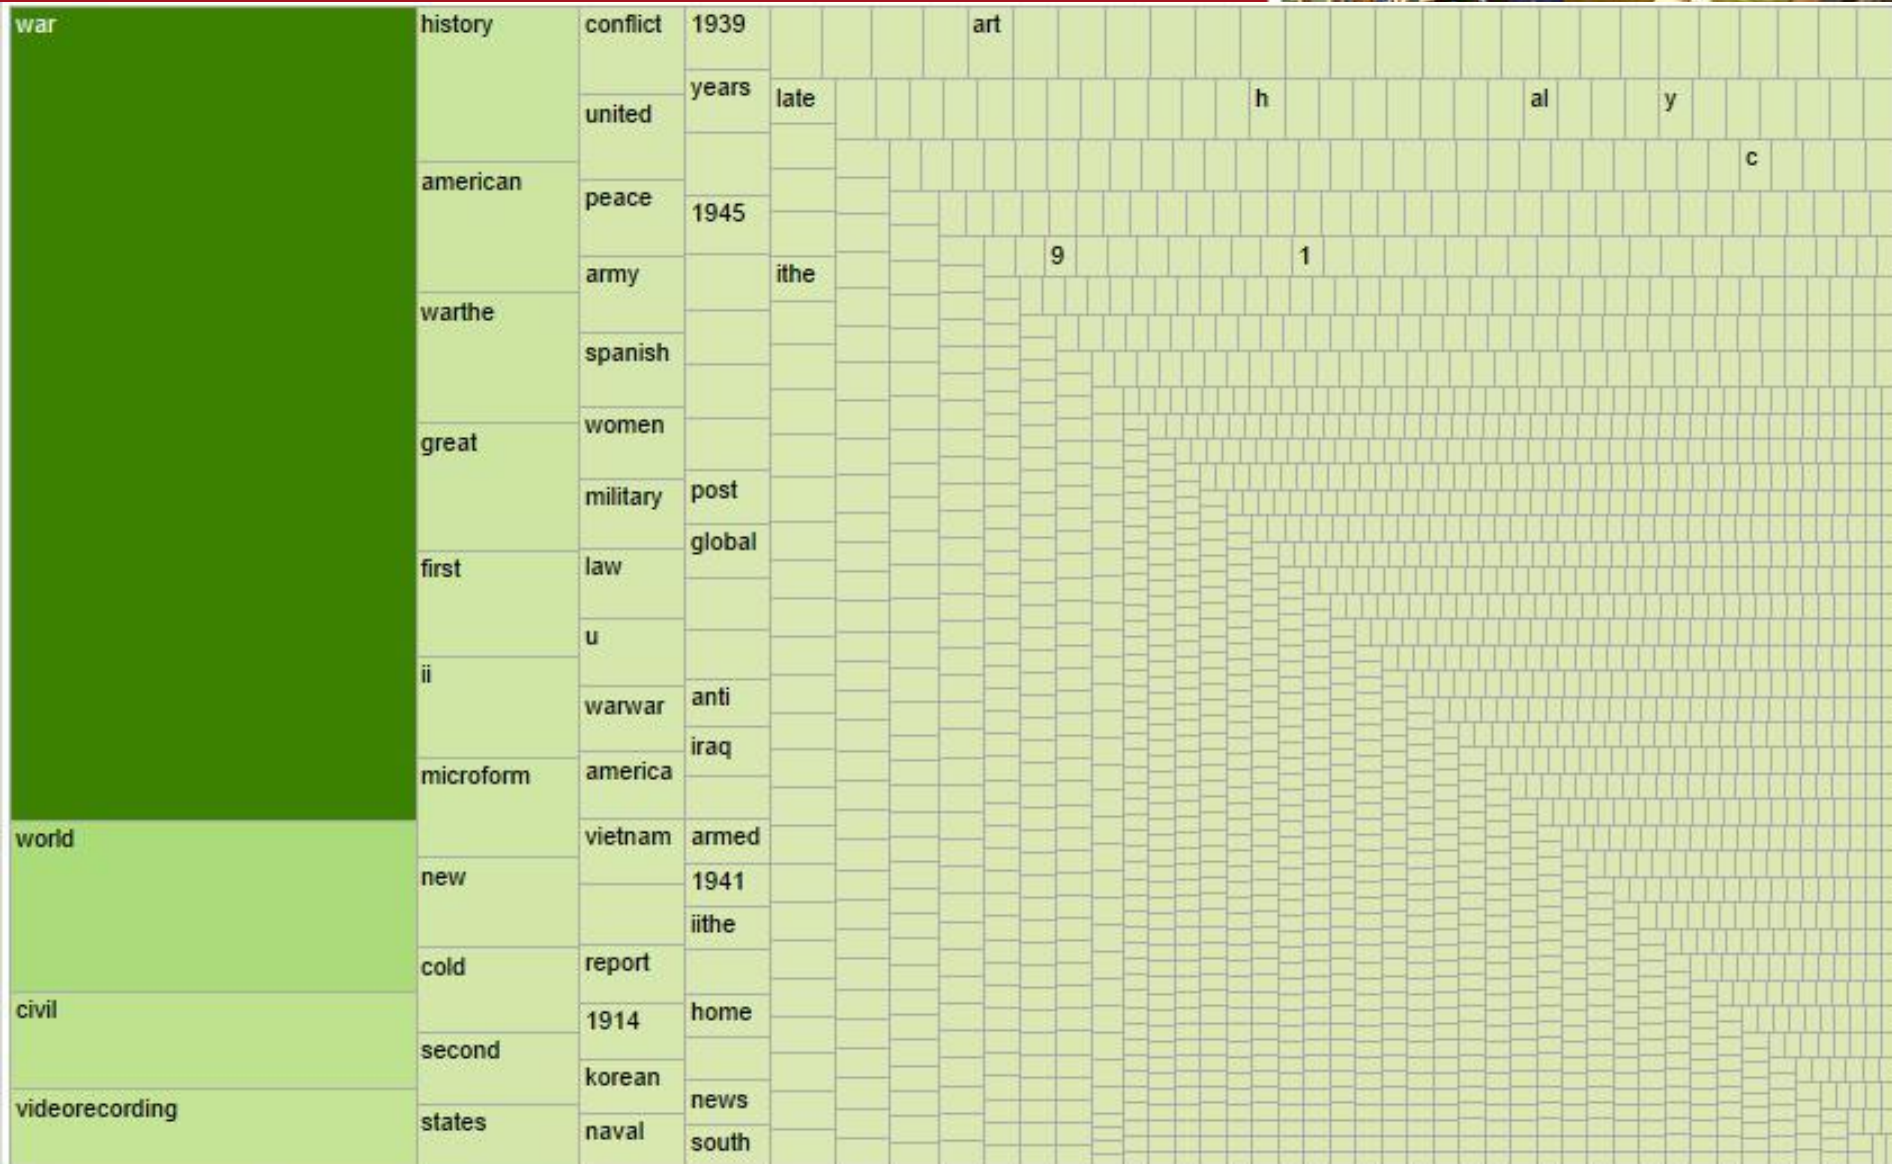 war
world
civil
videorecording
history
american
warthe
great
first
ii
microform
new
cold
second
states
conflict
united
peace
army
spanish
women
military
law
u
warwar
america
vietnam
report
1914
korean
naval
1939
years
1945
post
global
anti
iraq
armed
1941
iithe
home
news
south
art
late
h
al
y
c
ithe
9
1